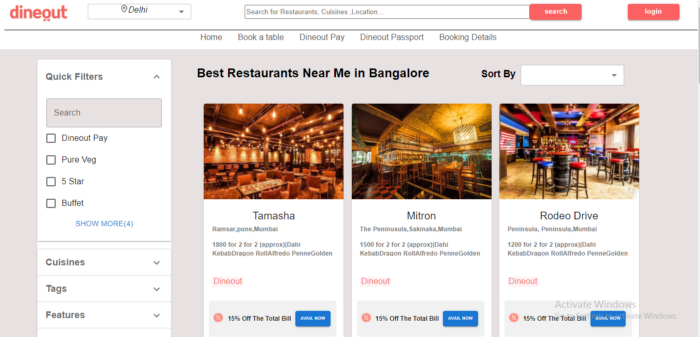 dineout
Delhi
Search for Restaurants, Cuisines ,Location...
search
login
Home
Book a table
Dineout Pay
Dineout Passport
Booking Details
Quick Filters
Search
Dineout Pay
Pure Veg
5 Star
Buffet
SHOW MORE(4)
Cuisines
Tags
Features
Best Restaurants Near Me in Bangalore
Sort By
Tamasha
Ramsar,pune,Mumbai
1800 for 2 for 2 (approx)|Dahi
KebabDragon RollAlfredo PenneGolden
Dineout
15% Off The Total Bill
AVAIL NOW
Mitron
The Peninusula,Sakinaka,Mumbai
1500 for 2 for 2 (approx)|Dahi
KebabDragon RollAlfredo PenneGolden
Dineout
15% Off The Total Bill
AVAIL NOW
Rodeo Drive
Peninsula, Peninsula,Mumbai
1200 for 2 for 2 (approx)|Dahi
KebabDragon RollAlfredo PenneGolden
Dineout
15% Off The Total Bill
AVAIL NOW
Activate Windows
Windows.